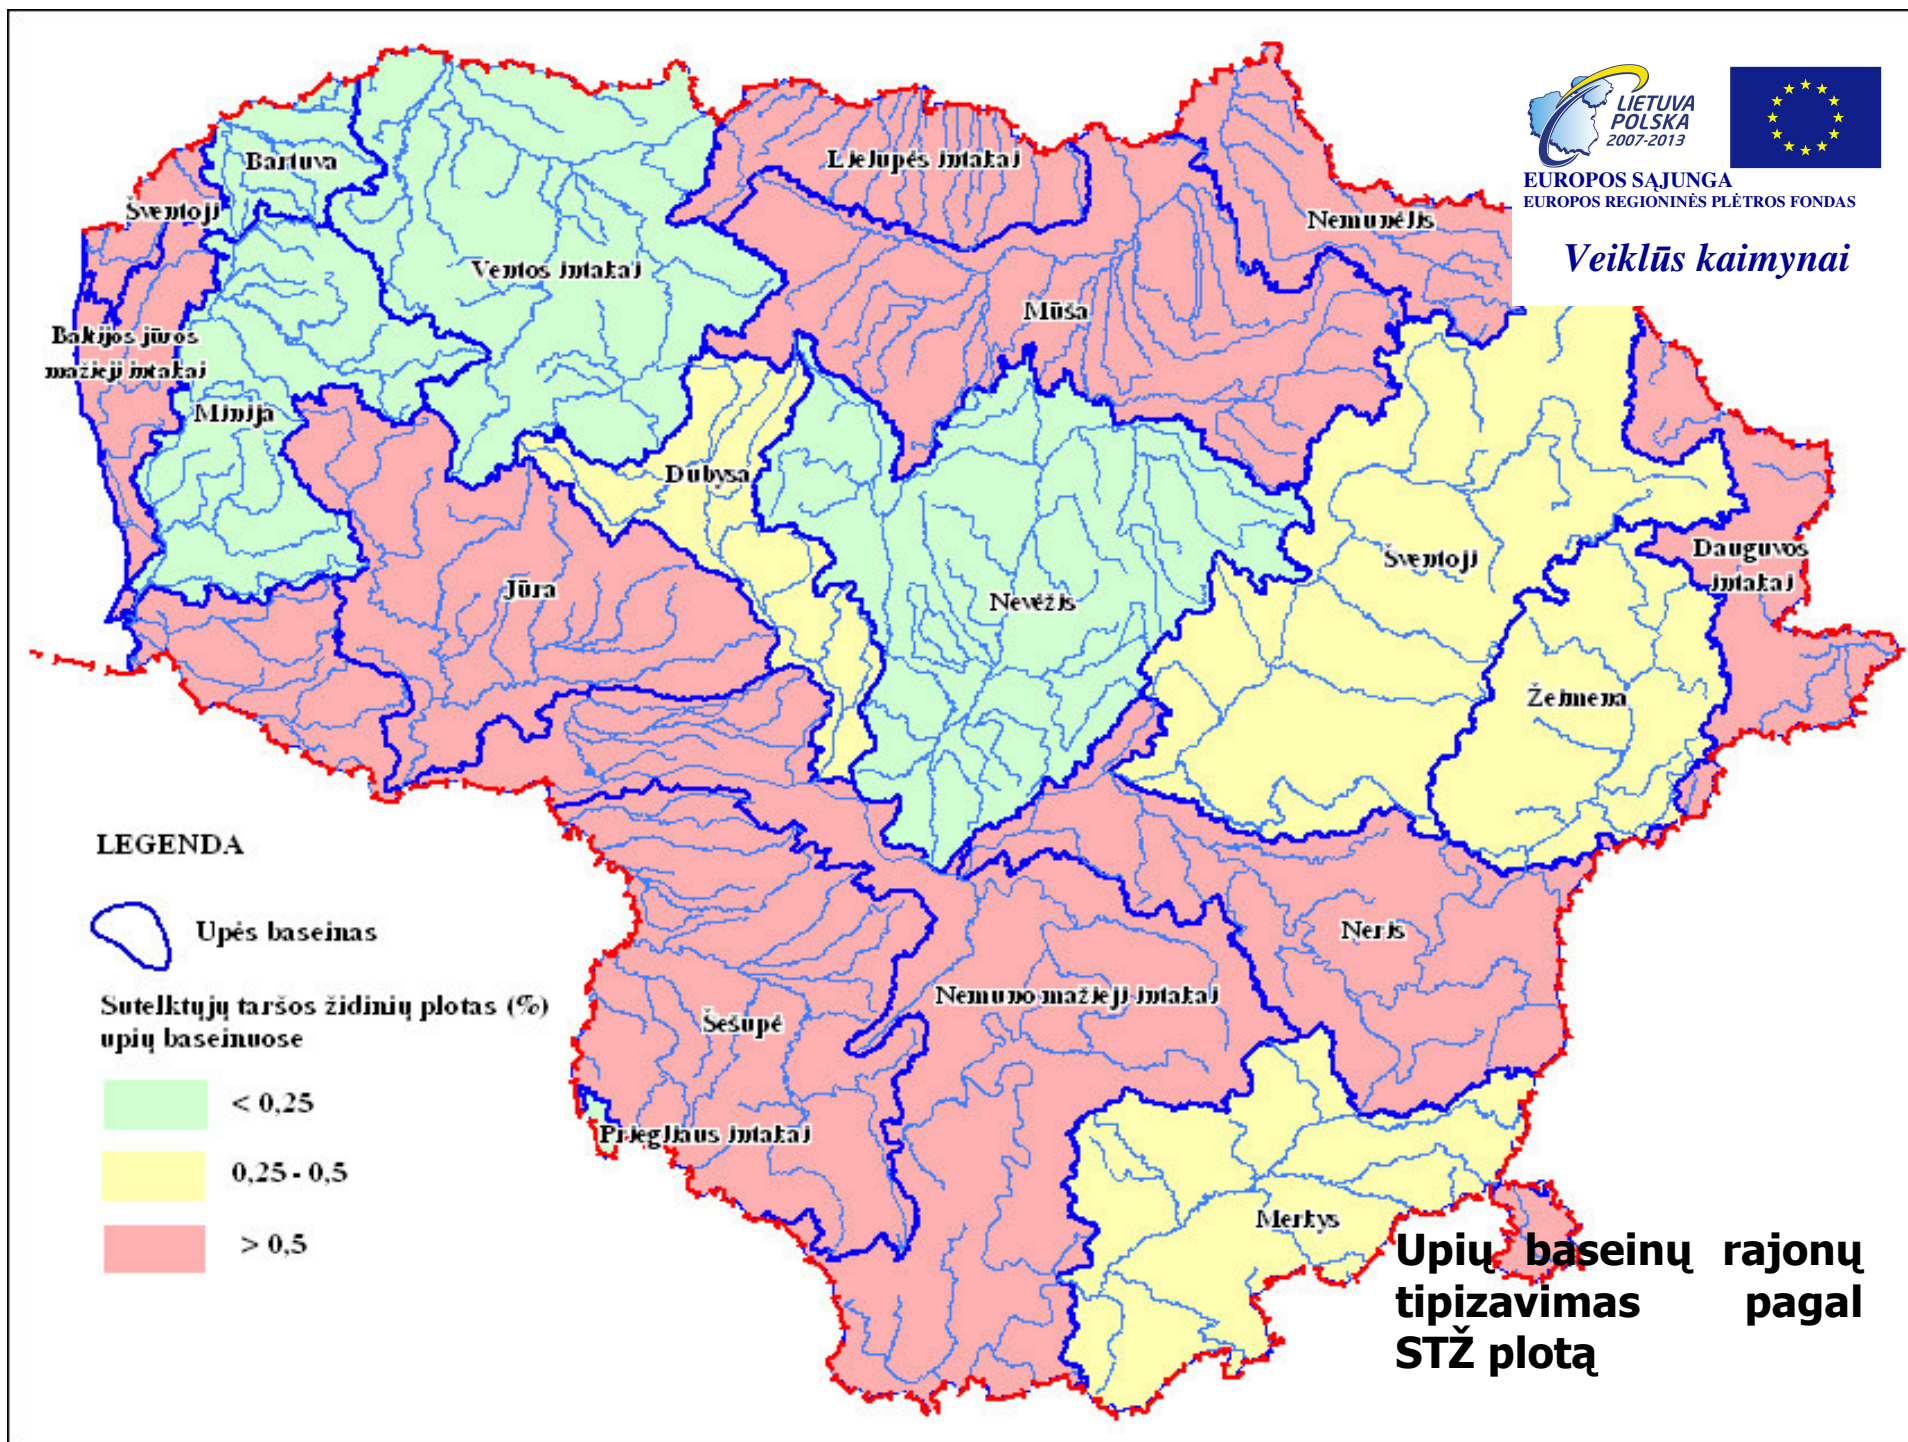 LIETUVA
POLSKA
2007-2013
EUROPOS SĄJUNGA
EUROPOS REGIONINĖS PLĖTROS FONDAS
Veiklūs kaimynai
Bartuva
Lielupės intakai
Šventoji
Nemunėlis
Ventos intakai
Mūša
Baltijos jūros
mažieji intakai
Minija
Dubysa
Šventoji
Dauguvos
intakai
Jūra
Nevėžis
Žeimena
Neris
Nemuno mažieji intakai
Šešupė
Priegliaus intakai
Merkys
LEGENDA
Upės baseinas
Sutelktųjų taršos židinių plotas (%)
upių baseinuose
< 0,25
0,25 - 0,5
> 0,5
Upių baseinų rajonų
tipizavimas pagal
STŽ plotą